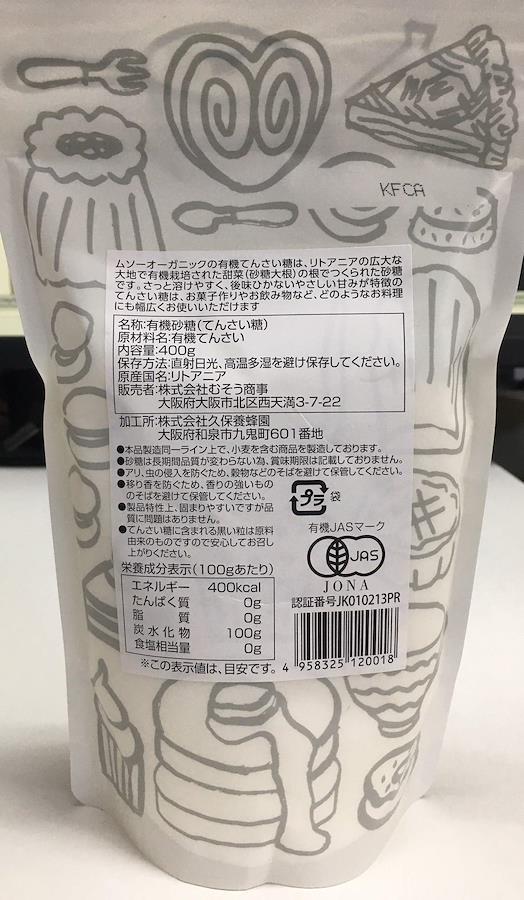 KFCA
ムソーオーガニックの有機てんさい糖は、リトアニアの広大な
大地で有機栽培された甜菜(砂糖大根)の根でつくられた砂糖
です。さっと溶けやすく、後味ひかないやさしい甘みが特徴の
てんさい糖は、お菓子作りやお飲み物など、どのようなお料理
にも幅広くお使いいただけます
名称:有機砂糖(てんさい糖)
原材料名:有機てんさい
内容量:400g
保存方法:直射日光、高温多湿を避け保存してください。
原産国名:リトアニア
販売者:株式会社むそう商事
大阪府大阪市北区西天満3-7-22
加工所:株式会社久保養蜂園
大阪府和泉市九鬼町601番地
●本品製造同一ライン上で、小麦を含む商品を製造しております。
●砂糖は長期間品質が変わらない為、賞味期限は記載しておりません。
●アリ、虫の侵入を防ぐため、穀物などのそばを避けて保管してください。
●移り香を防ぐため、香りの強いもの
のそばを避けて保管してください。
●製品特性上、固まりやすいですが品
質に問題はありません。
●てんさい糖に含まれる黒い粒は原料
由来のものですので安心してお召し
上がりください。
プラ 袋
有機JASマーク
JAS
JONA
認証番号JK010213PR
栄養成分表示(100gあたり)
エネルギー 400kcal
たんぱく質 0g
脂質 0g
炭水化物 100g
食塩相当量 0g
※この表示値は、目安です。
4 958325 120018